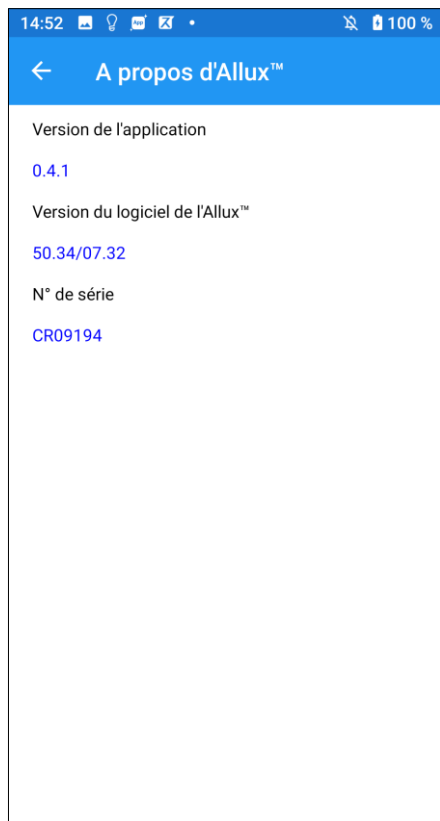 14:52 100 %
A propos d'Allux™
Version de l'application
0.4.1
Version du logiciel de l'Allux™
50.34/07.32
N° de série
CR09194